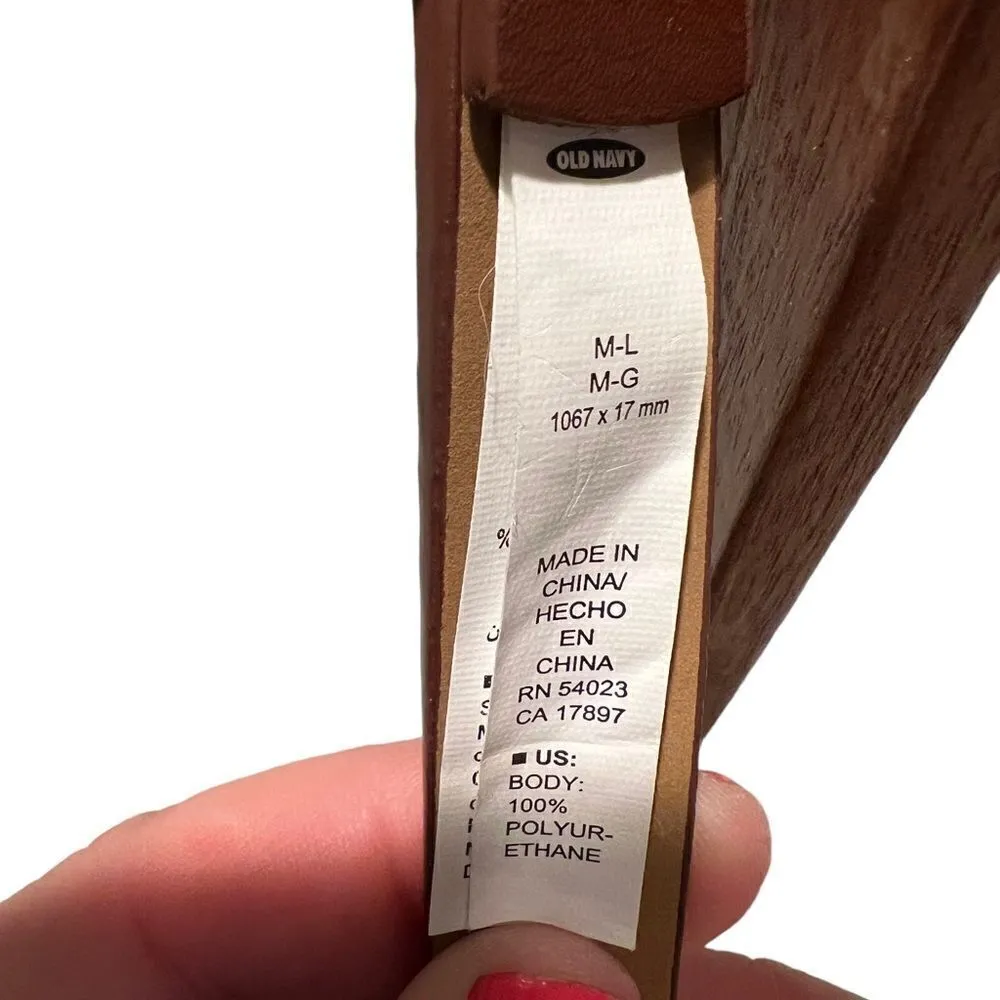 OLD NAVY
M-L
M-G
1067 x 17 mm
MADE IN
CHINA/
HECHO
EN
CHINA
RN 54023
CA 17897
■ US:
BODY:
100%
POLYUR-
ETHANE
%